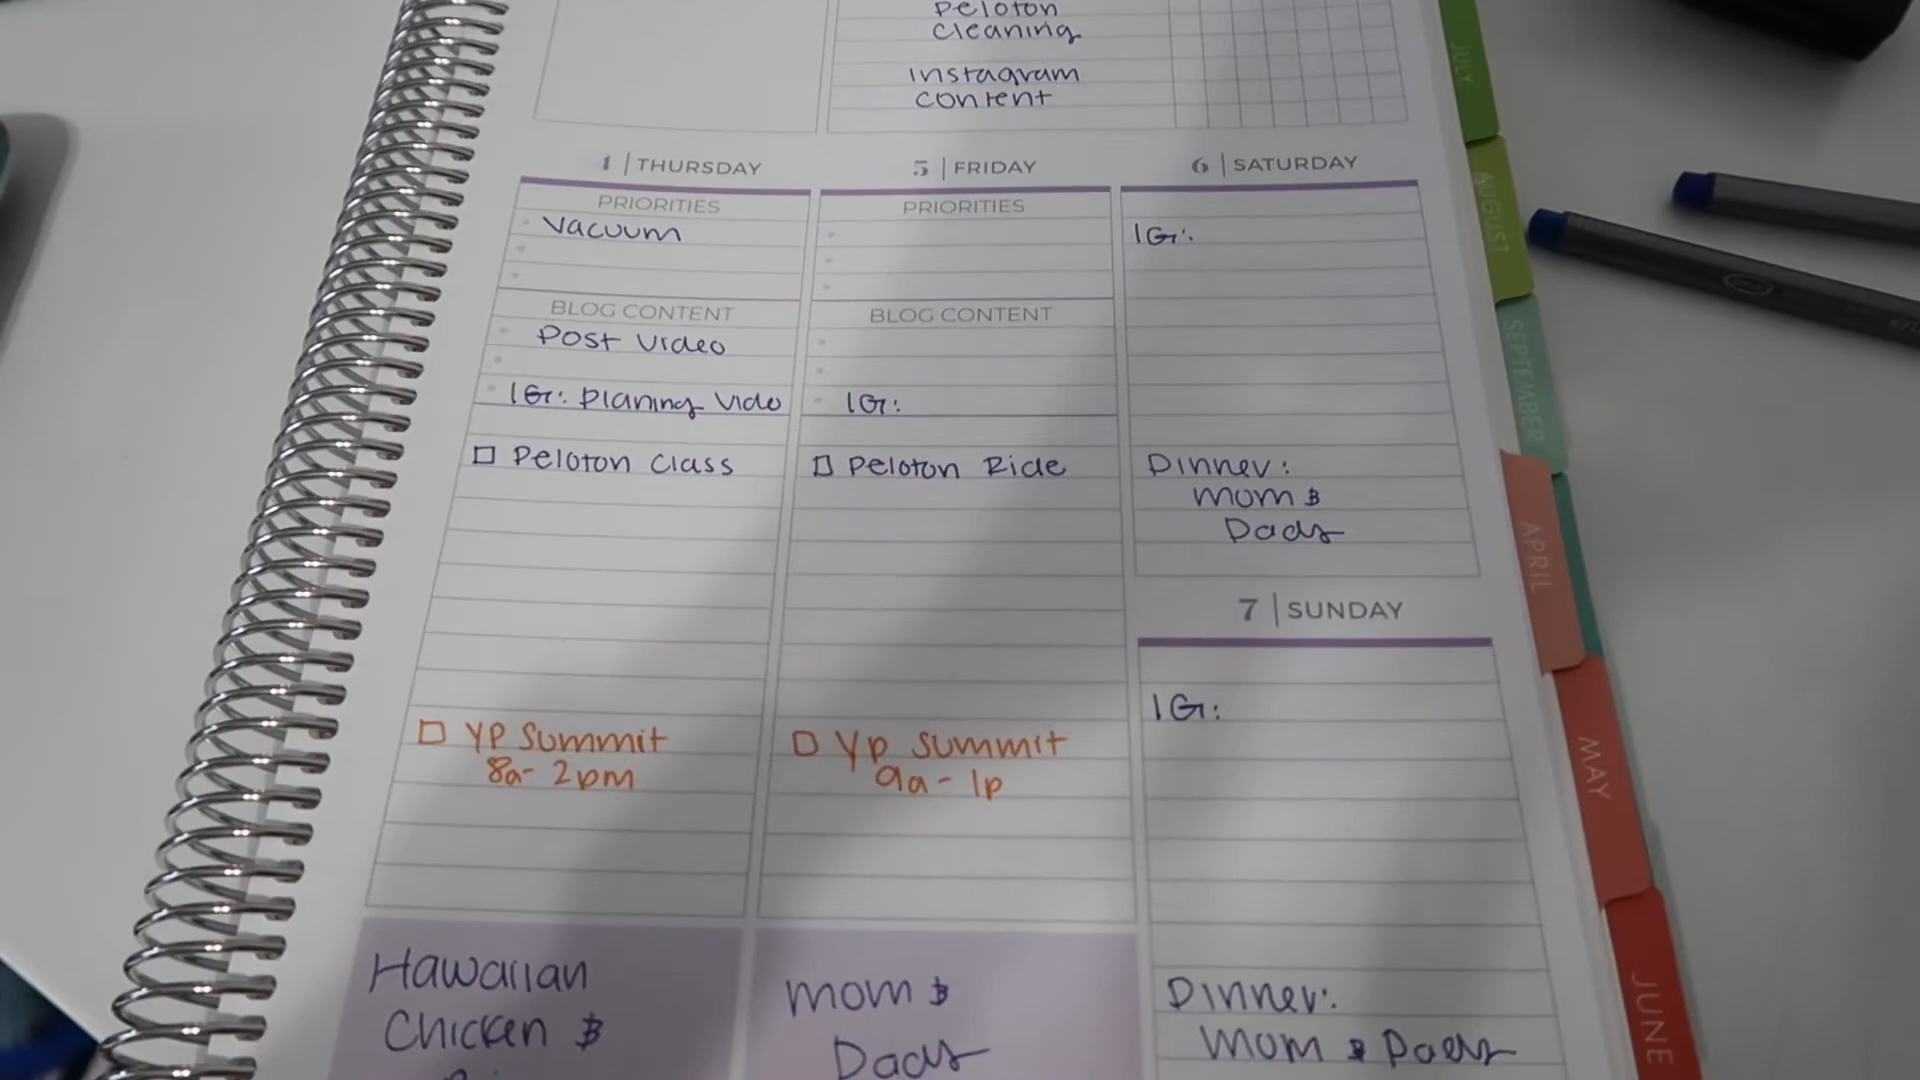 Peloton
Cleaning
Instagram
Content
4 | THURSDAY
PRIORITIES
Vacuum
BLOG CONTENT
Post Video
IG: Planing Vido
Peloton Class
YP Summit
8a- 2pm
Hawaiian
Chicken &
5 | FRIDAY
PRIORITIES
BLOG CONTENT
IG:
Peloton Ride
YP Summit
9a - 1p
mom &
Dads
6 | SATURDAY
IG:
Dinner:
mom &
Dads
7 | SUNDAY
IG:
Dinner:
Mom & Dads
JULY
AUGUST
SEPTEMBER
APRIL
MAY
JUNE